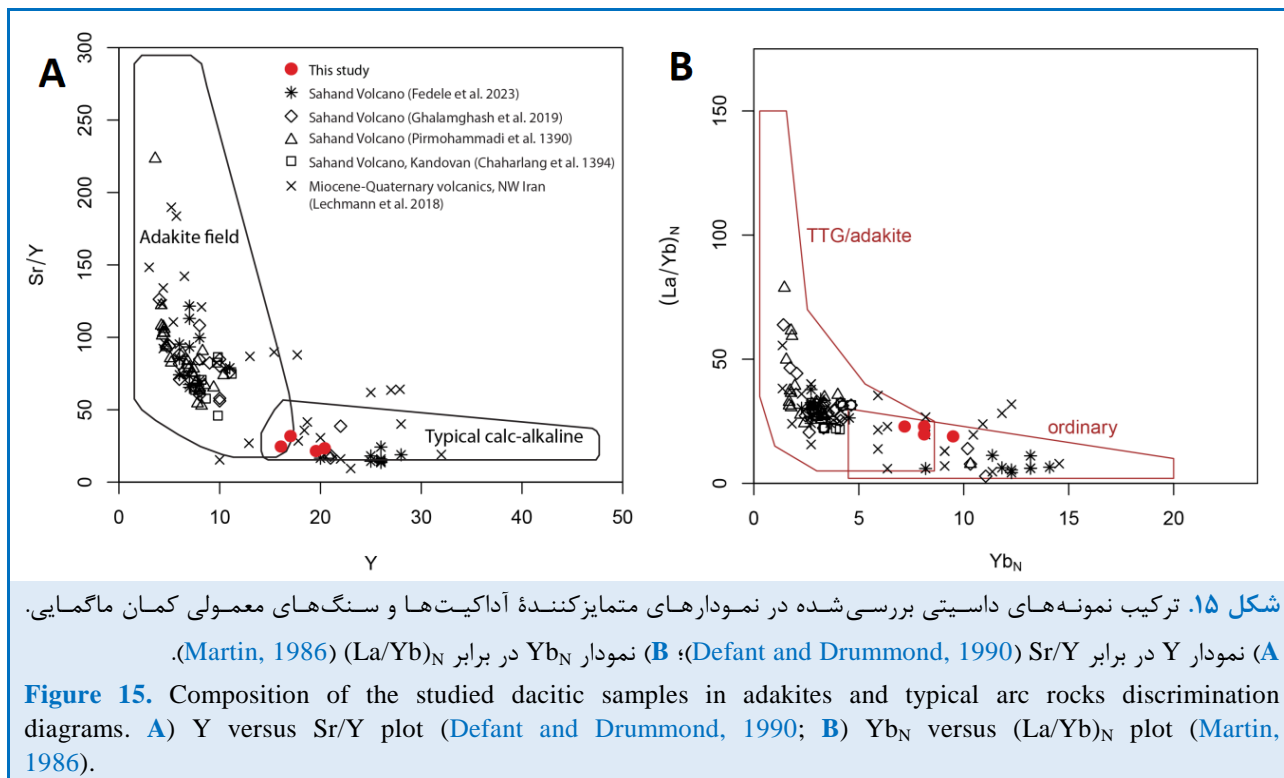 A
300
250
200
150
100
50
0
Sr/Y
This study
Sahand Volcano (Fedele et al. 2023)
Sahand Volcano (Ghalamghash et al. 2019)
Sahand Volcano (Pirmohammadi et al. 1390)
Sahand Volcano, Kandovan (Chaharlang et al. 1394)
Miocene-Quaternary volcanics, NW Iran
(Lechmann et al. 2018)
Adakite field
Typical calc-alkaline
0 10 20 30 40 50
Y
B
150
100
50
0
(La/Yb)N
TTG/adakite
ordinary
0 5 10 15 20
YbN
شکل ۱۵. ترکیب نمونه‌های داسیتی بررسی‌شده در نمودارهای متمایزکنندۀ آداکیت‌ها و سنگ‌های معمولی کمان ماگمایی.
A) نمودار Y در برابر Sr/Y (Defant and Drummond, 1990)؛ B) نمودار YbN در برابر (La/Yb)N (Martin, 1986).
Figure 15. Composition of the studied dacitic samples in adakites and typical arc rocks discrimination
diagrams. A) Y versus Sr/Y plot (Defant and Drummond, 1990; B) YbN versus (La/Yb)N plot (Martin,
1986).